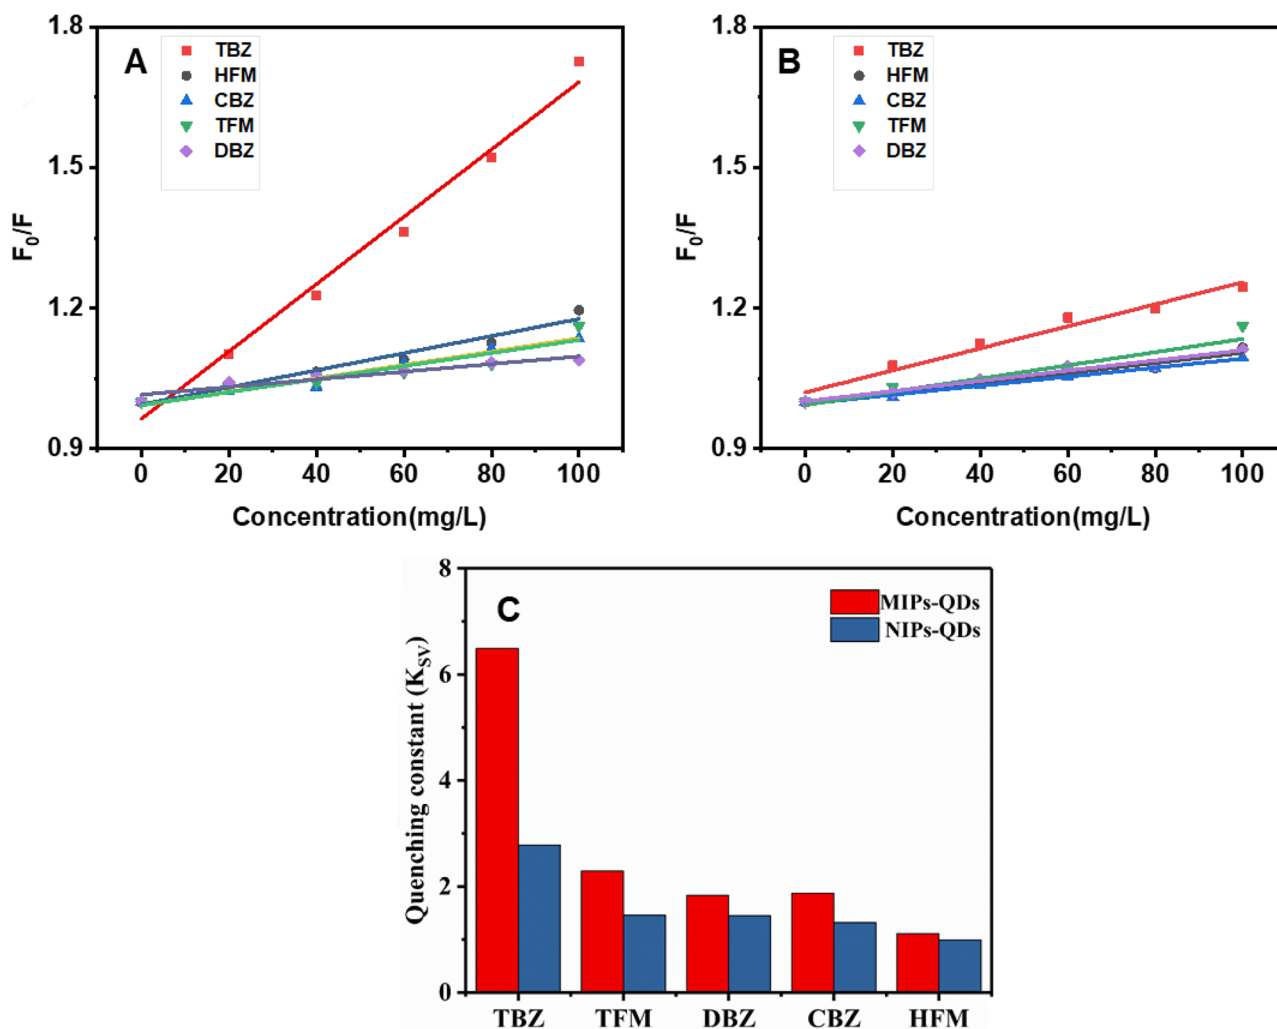 A
TBZ
HFM
CBZ
TFM
DBZ
1.8
1.5
1.2
0.9
F₀/F
0 20 40 60 80 100
Concentration(mg/L)
B
TBZ
HFM
CBZ
TFM
DBZ
1.8
1.5
1.2
0.9
F₀/F
0 20 40 60 80 100
Concentration(mg/L)
C
MIPs-QDs
NIPs-QDs
8
6
4
2
0
Quenching constant (K_SV)
TBZ TFM DBZ CBZ HFM